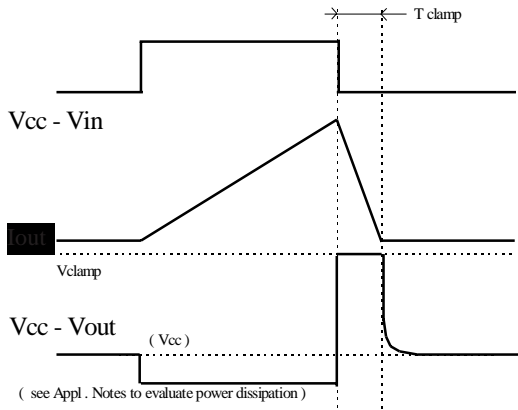 T clamp
Vcc - Vin
Iout
Vclamp
Vcc - Vout
( Vcc )
( see Appl . Notes to evaluate power dissipation )